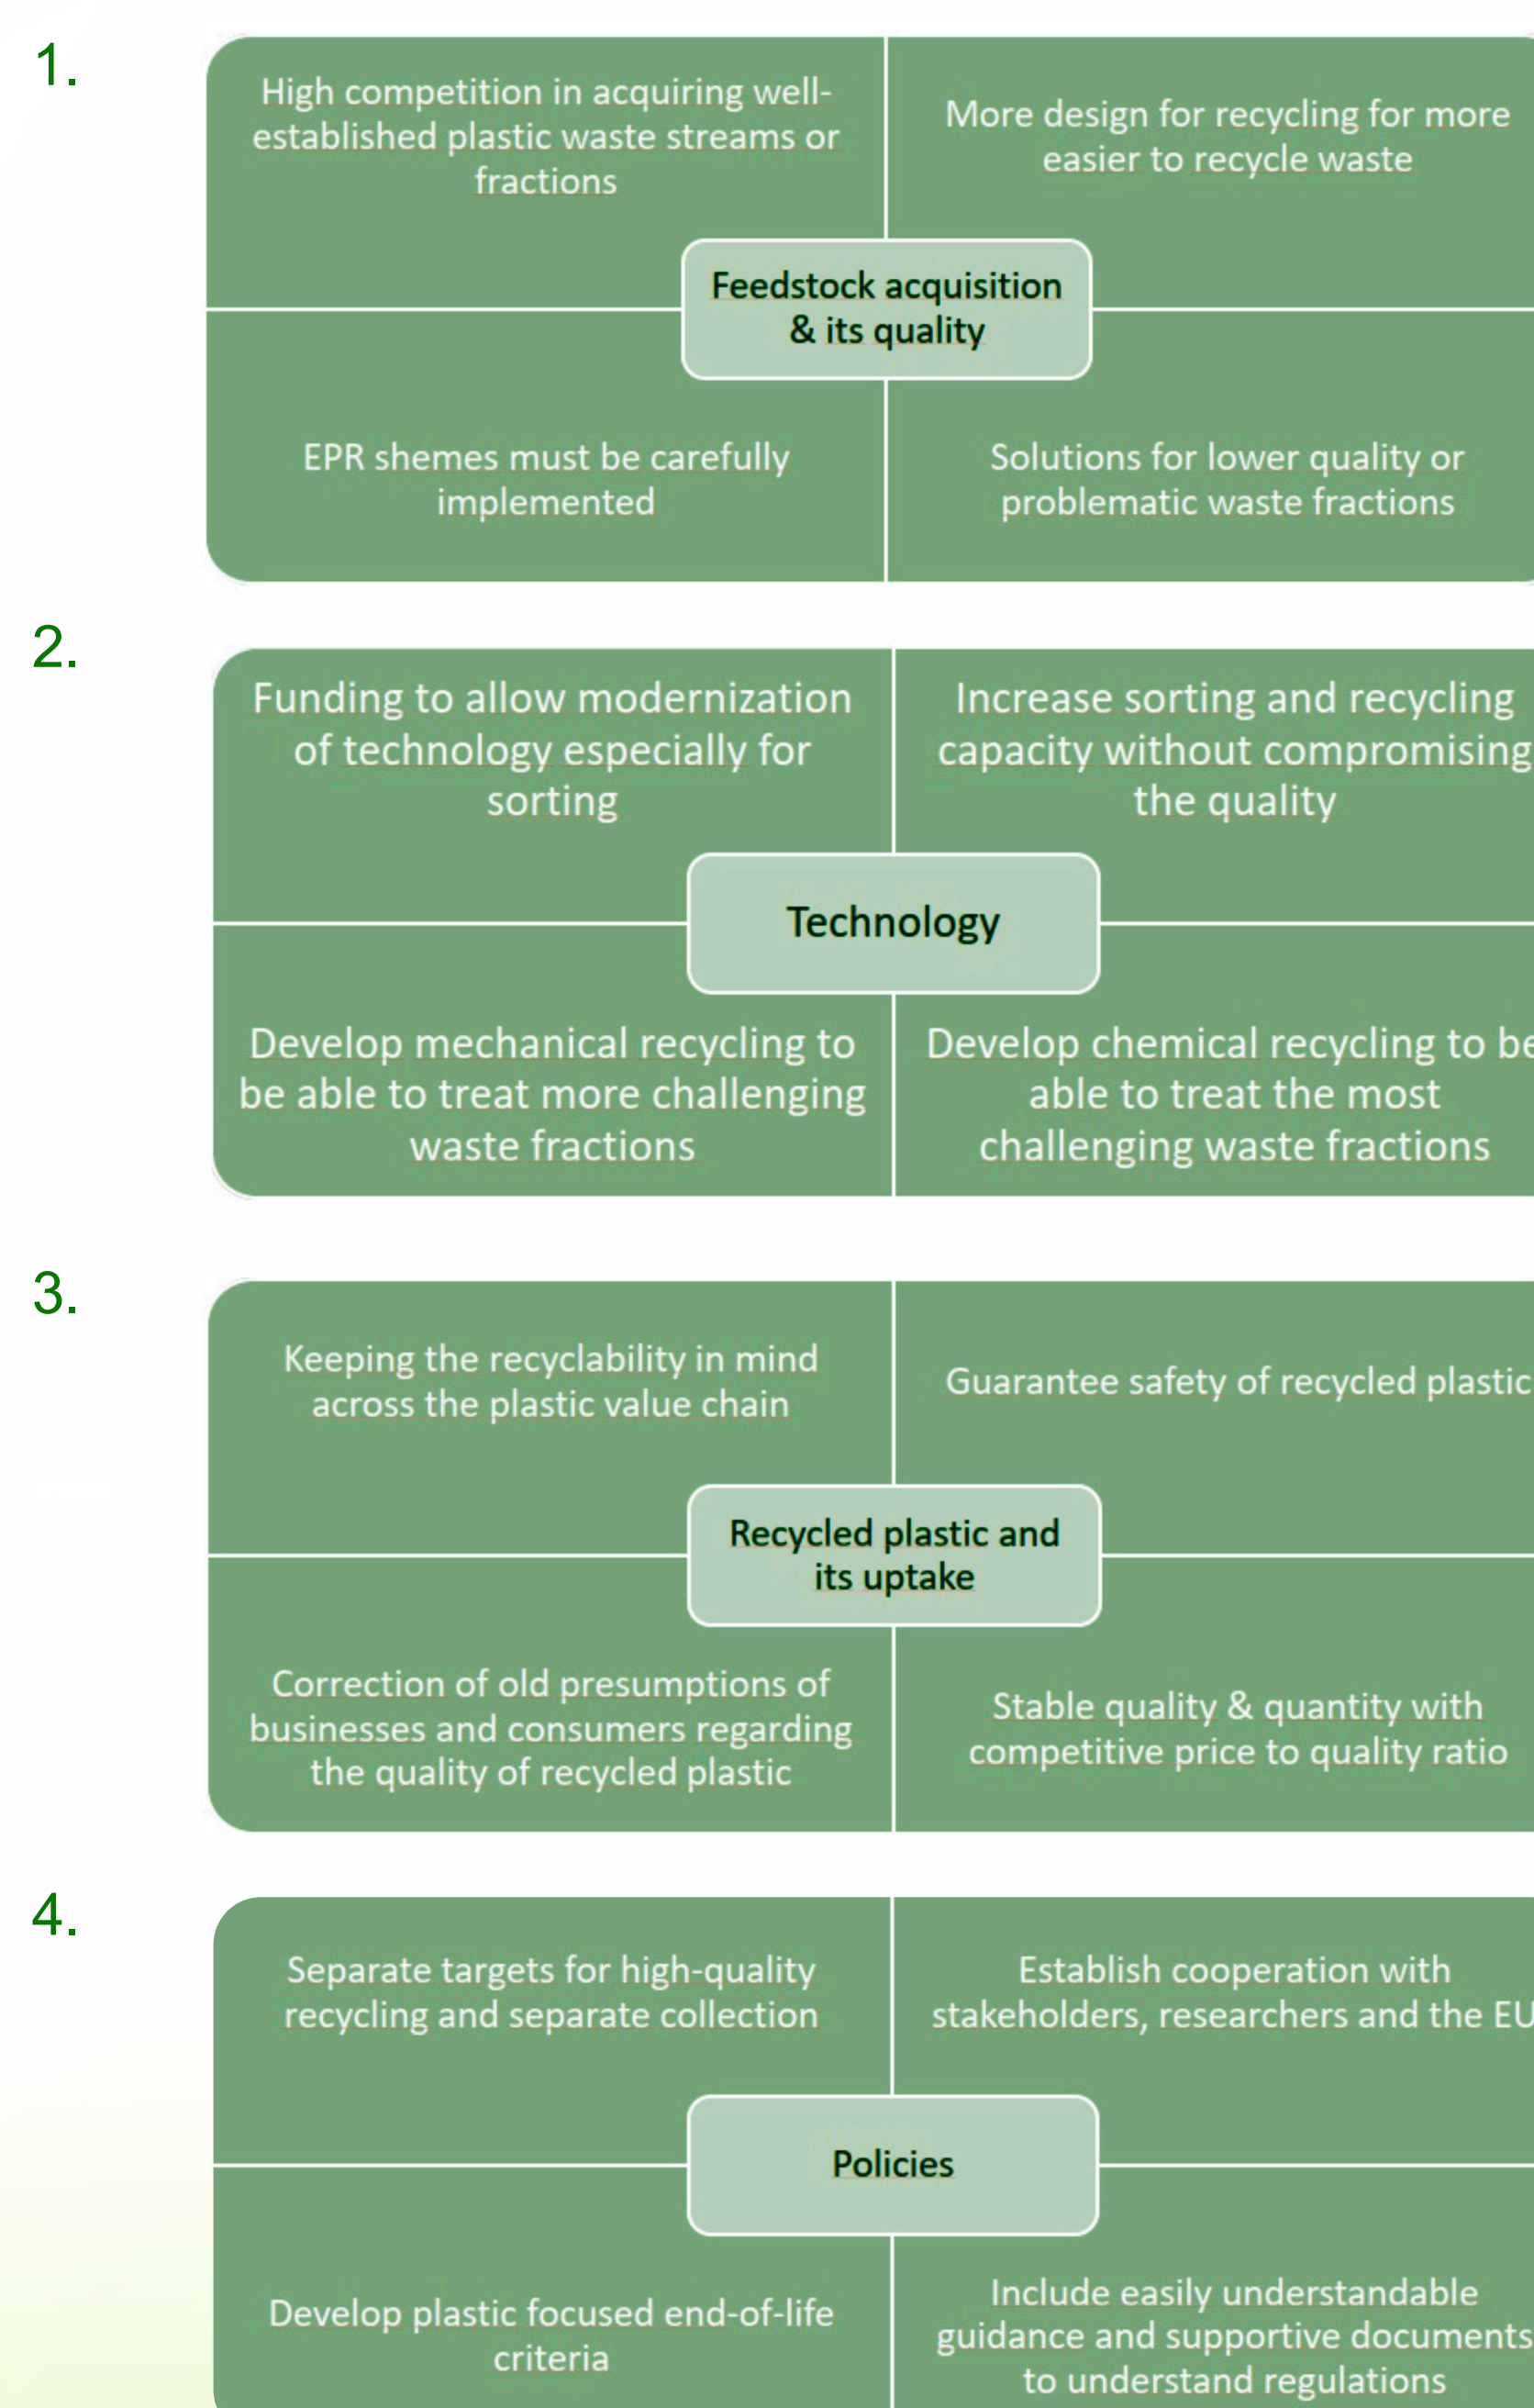 1.
High competition in acquiring well-
established plastic waste streams or
fractions
More design for recycling for more
easier to recycle waste
Feedstock acquisition
& its quality
EPR shemes must be carefully
implemented
Solutions for lower quality or
problematic waste fractions
2.
Funding to allow modernization
of technology especially for
sorting
Increase sorting and recycling
capacity without compromising
the quality
Technology
Develop mechanical recycling to
be able to treat more challenging
waste fractions
Develop chemical recycling to be
able to treat the most
challenging waste fractions
3.
Keeping the recyclability in mind
across the plastic value chain
Guarantee safety of recycled plastic
Recycled plastic and
its uptake
Correction of old presumptions of
businesses and consumers regarding
the quality of recycled plastic
Stable quality & quantity with
competitive price to quality ratio
4.
Separate targets for high-quality
recycling and separate collection
Establish cooperation with
stakeholders, researchers and the EU
Policies
Develop plastic focused end-of-life
criteria
Include easily understandable
guidance and supportive documents
to understand regulations